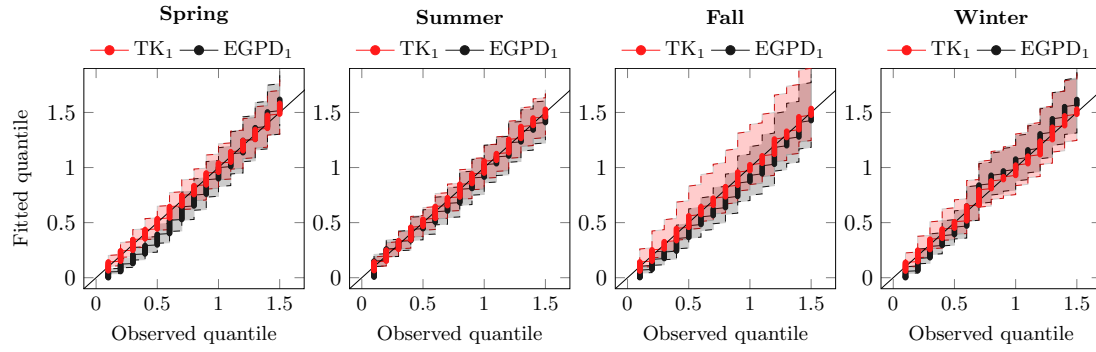 Spring Summer Fall Winter
TK1 EGPD1 TK1 EGPD1 TK1 EGPD1 TK1 EGPD1
1.5 1.5 1.5 1.5
1 1 1 1
0.5 0.5 0.5 0.5
0 0 0 0
Fitted quantile
0 0.5 1 1.5 0 0.5 1 1.5 0 0.5 1 1.5 0 0.5 1 1.5
Observed quantile Observed quantile Observed quantile Observed quantile